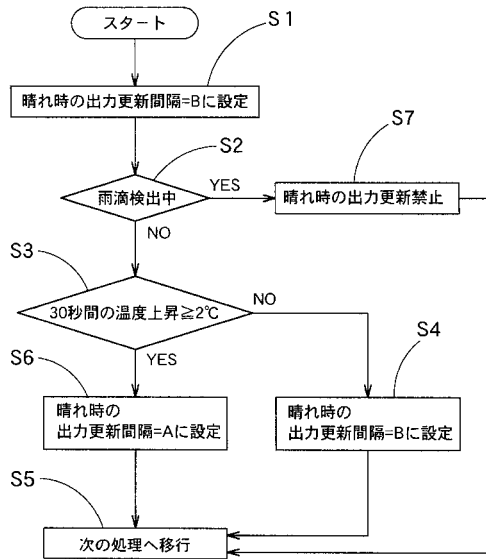 スタート
S1
晴れ時の出力更新間隔=Bに設定
S2
S7
雨滴検出中
YES
晴れ時の出力更新禁止
NO
S3
30秒間の温度上昇≧2℃
NO
YES
S6
S4
晴れ時の
出力更新間隔=Aに設定
晴れ時の
出力更新間隔=Bに設定
S5
次の処理へ移行